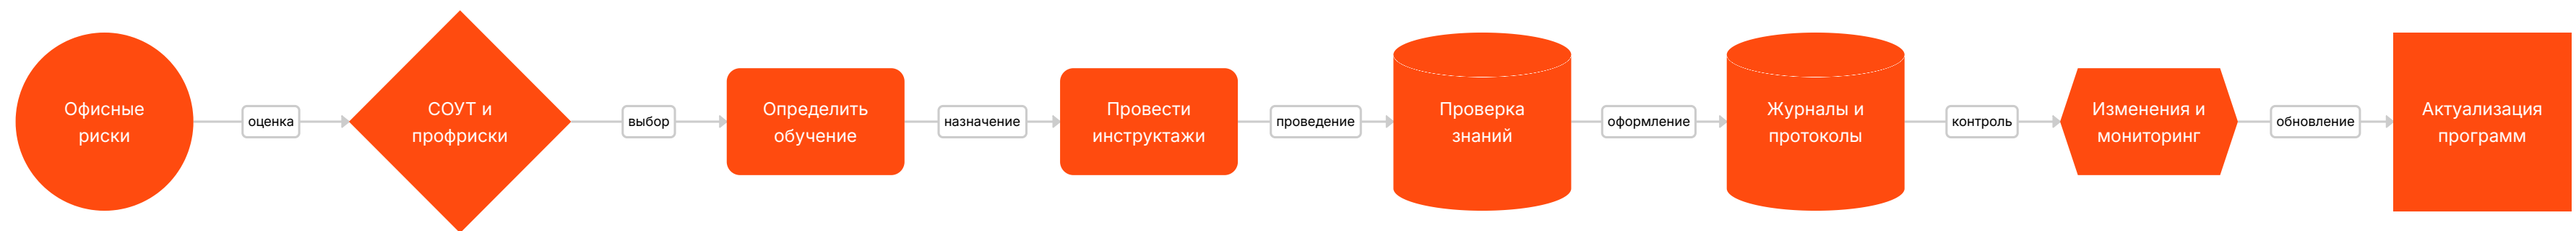 Офисные
риски
оценка
СОУТ и
профриски
выбор
Определить
обучение
назначение
Провести
инструктажи
проведение
Проверка
знаний
оформление
Журналы и
протоколы
контроль
Изменения и
мониторинг
обновление
Актуализация
программ